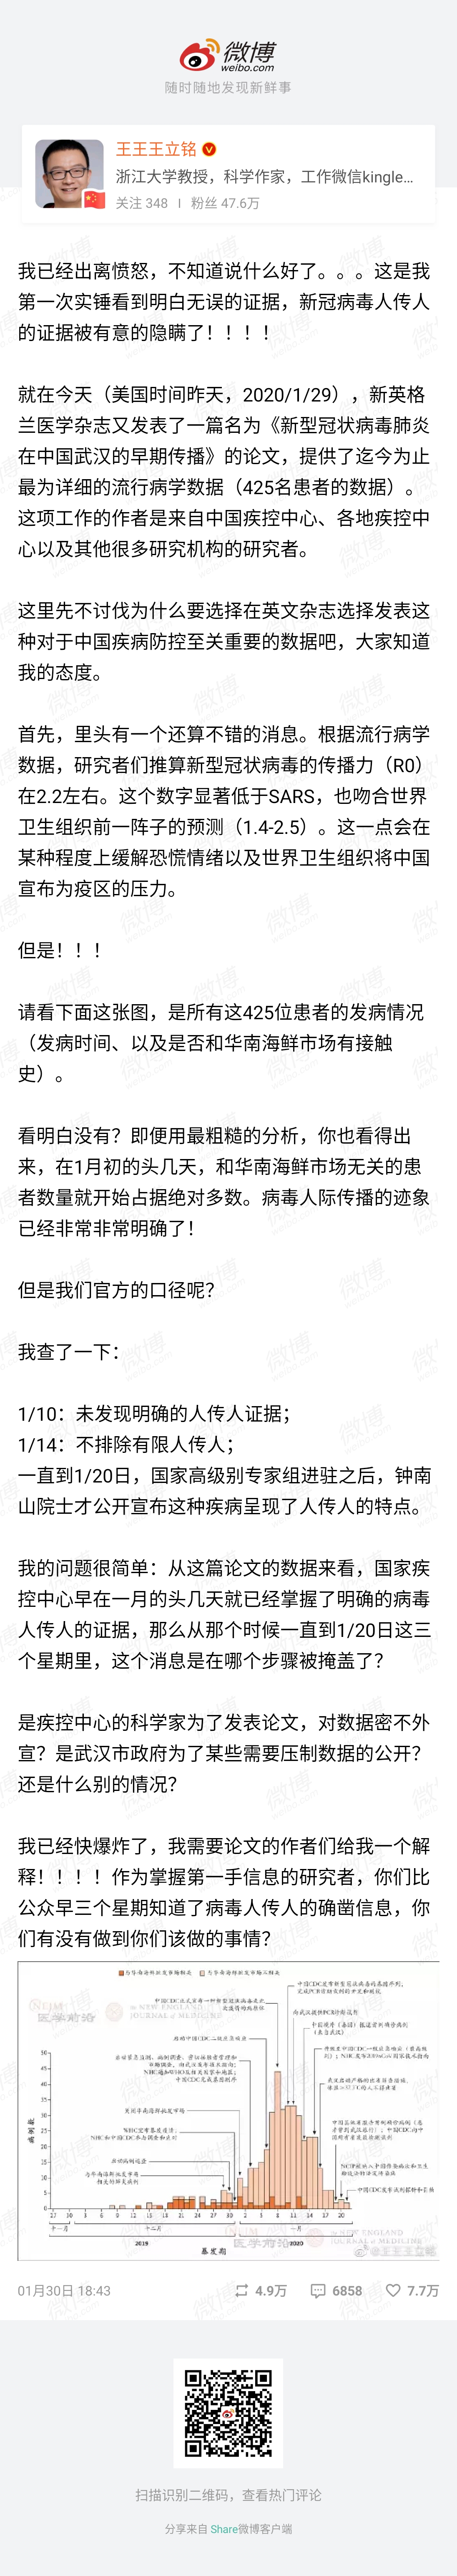 微博
weibo.com
随时随地发现新鲜事
王王王立铭
浙江大学教授，科学作家，工作微信kingle...
关注 348 | 粉丝 47.6万
我已经出离愤怒，不知道说什么好了。。。这是我
第一次实锤看到明白无误的证据，新冠病毒人传人
的证据被有意的隐瞒了！！！！
就在今天（美国时间昨天，2020/1/29），新英格
兰医学杂志又发表了一篇名为《新型冠状病毒肺炎
在中国武汉的早期传播》的论文，提供了迄今为止
最为详细的流行病学数据（425名患者的数据）。
这项工作的作者是来自中国疾控中心、各地疾控中
心以及其他很多研究机构的研究者。
这里先不讨伐为什么要选择在英文杂志选择发表这
种对于中国疾病防控至关重要的数据吧，大家知道
我的态度。
首先，里头有一个还算不错的消息。根据流行病学
数据，研究者们推算新型冠状病毒的传播力（R0）
在2.2左右。这个数字显著低于SARS，也吻合世界
卫生组织前一阵子的预测（1.4-2.5）。这一点会在
某种程度上缓解恐慌情绪以及世界卫生组织将中国
宣布为疫区的压力。
但是！！！
请看下面这张图，是所有这425位患者的发病情况
（发病时间、以及是否和华南海鲜市场有接触
史）。
看明白没有？即便用最粗糙的分析，你也看得出
来，在1月初的头几天，和华南海鲜市场无关的患
者数量就开始占据绝对多数。病毒人际传播的迹象
已经非常非常明确了！
但是我们官方的口径呢？
我查了一下：
1/10：未发现明确的人传人证据；
1/14：不排除有限人传人；
一直到1/20日，国家高级别专家组进驻之后，钟南
山院士才公开宣布这种疾病呈现了人传人的特点。
我的问题很简单：从这篇论文的数据来看，国家疾
控中心早在一月的头几天就已经掌握了明确的病毒
人传人的证据，那么从那个时候一直到1/20日这三
个星期里，这个消息是在哪个步骤被掩盖了？
是疾控中心的科学家为了发表论文，对数据密不外
宣？是武汉市政府为了某些需要压制数据的公开？
还是什么别的情况？
我已经快爆炸了，我需要论文的作者们给我一个解
释！！！！作为掌握第一手信息的研究者，你们比
公众早三个星期知道了病毒人传人的确凿信息，你
们有没有做到你们该做的事情？
病例数
50
45
40
35
30
25
20
15
10
5
0
十一月
十二月
一月
2019
2020
医学前沿
01月30日 18:43
4.9万
6858
7.7万
扫描识别二维码，查看热门评论
分享来自 Share微博客户端